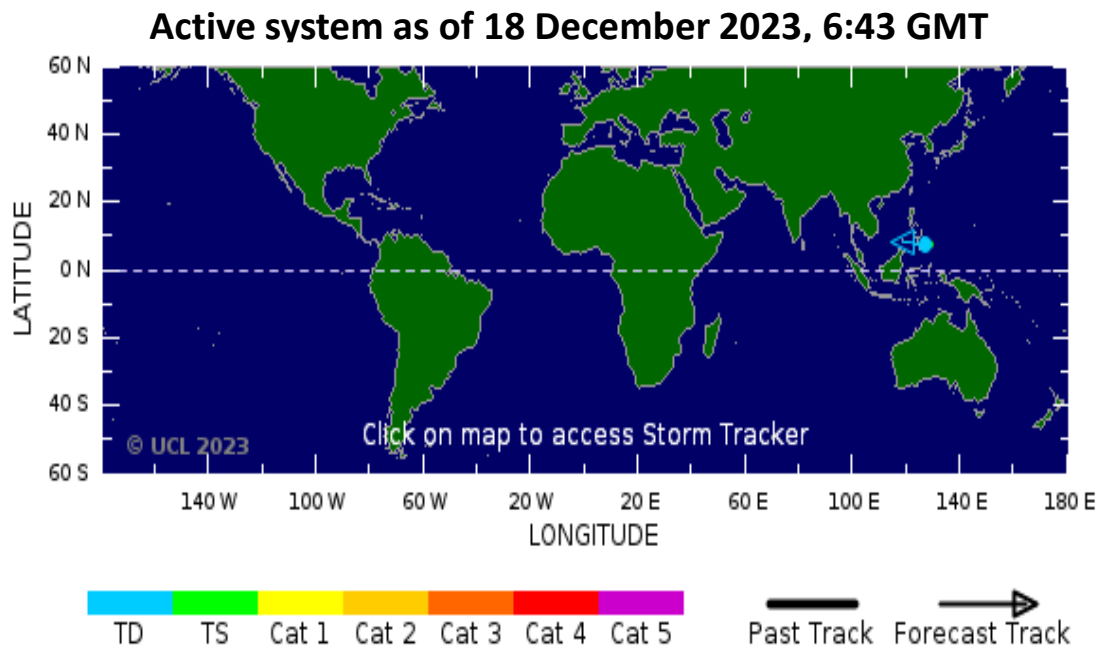 Active system as of 18 December 2023, 6:43 GMT
60 N
40 N
20 N
0 N
20 S
40 S
60 S
LATITUDE
Click on map to access Storm Tracker
© UCL 2023
140 W 100 W 60 W 20 W 20 E 60 E 100 E 140 E 180 E
LONGITUDE
TD TS Cat 1 Cat 2 Cat 3 Cat 4 Cat 5 Past Track Forecast Track